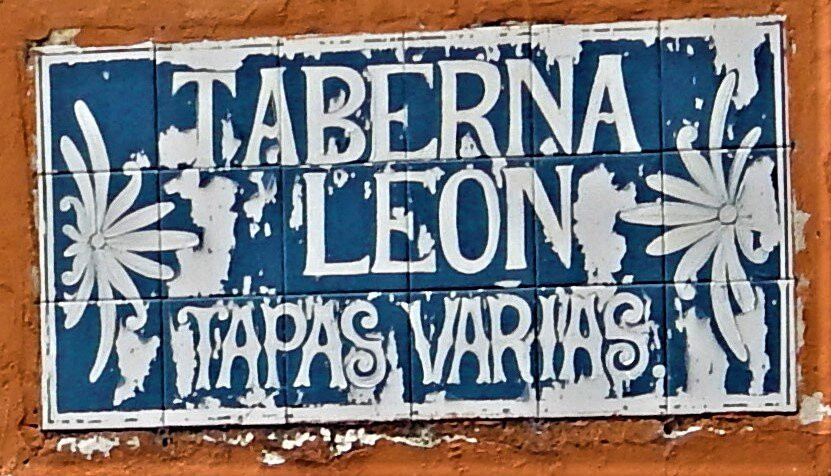 TABERNA
LEON
TAPAS VARIAS.